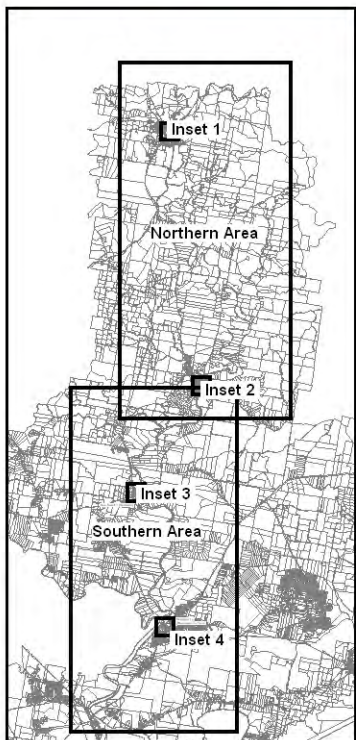 Inset 1
Northern Area
Inset 2
Inset 3
Southern Area
Inset 4